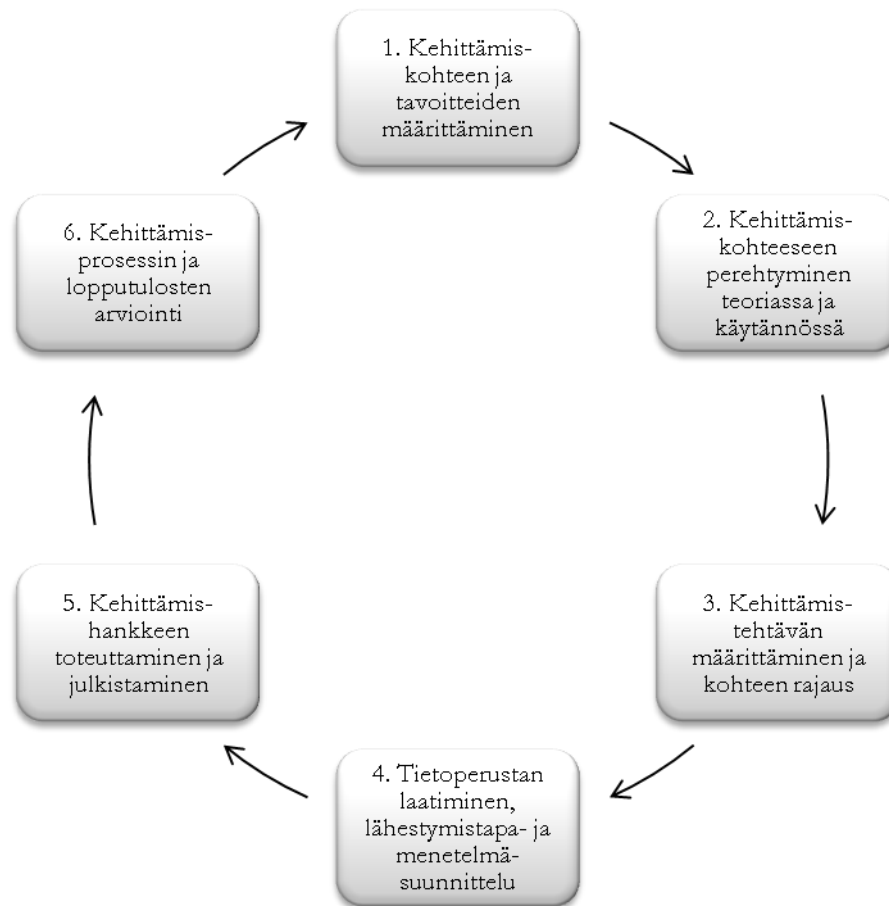 1. Kehittämis-
kohteen ja
tavoitteiden
määrittäminen
2. Kehittämis-
kohteeseen
perehtyminen
teoriassa ja
käytännössä
3. Kehittämis-
tehtävän
määrittäminen ja
kohteen rajaus
4. Tietoperustan
laatiminen,
lähestymistapa- ja
menetelmä-
suunnittelu
5. Kehittämis-
hankkeen
toteuttaminen ja
julkistaminen
6. Kehittämis-
prosessin ja
lopputulosten
arviointi